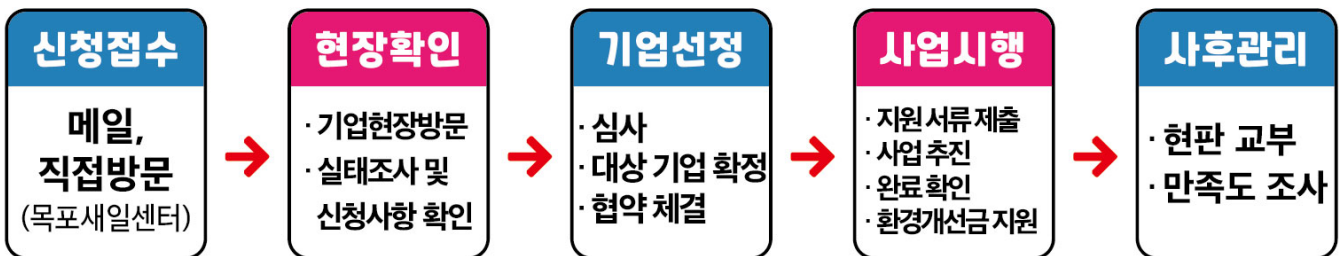 신청접수
메일,
직접방문
(목포새일센터)
현장확인
· 기업현장방문
· 실태조사 및
신청사항 확인
기업선정
· 심사
· 대상 기업 확정
· 협약 체결
사업시행
· 지원 서류 제출
· 사업 추진
· 완료 확인
· 환경개선금 지원
사후관리
· 현판 교부
· 만족도 조사